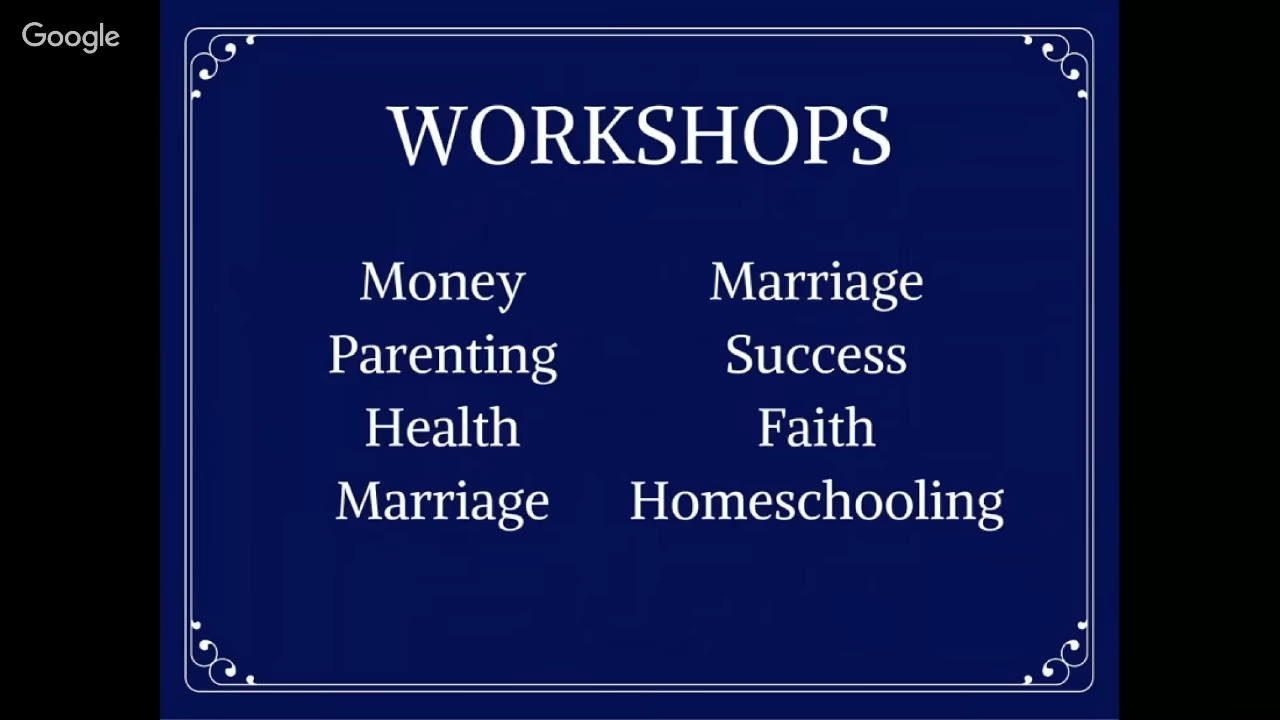 Google
WORKSHOPS
Money
Parenting
Health
Marriage
Marriage
Success
Faith
Homeschooling